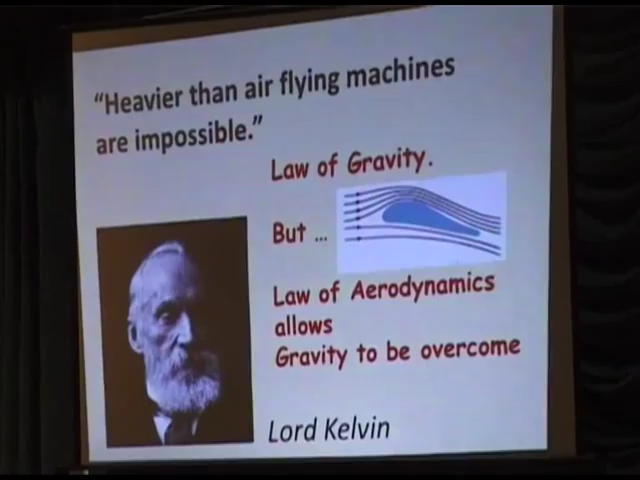 “Heavier than air flying machines
are impossible.”
Law of Gravity.
But ...
Law of Aerodynamics
allows
Gravity to be overcome
Lord Kelvin